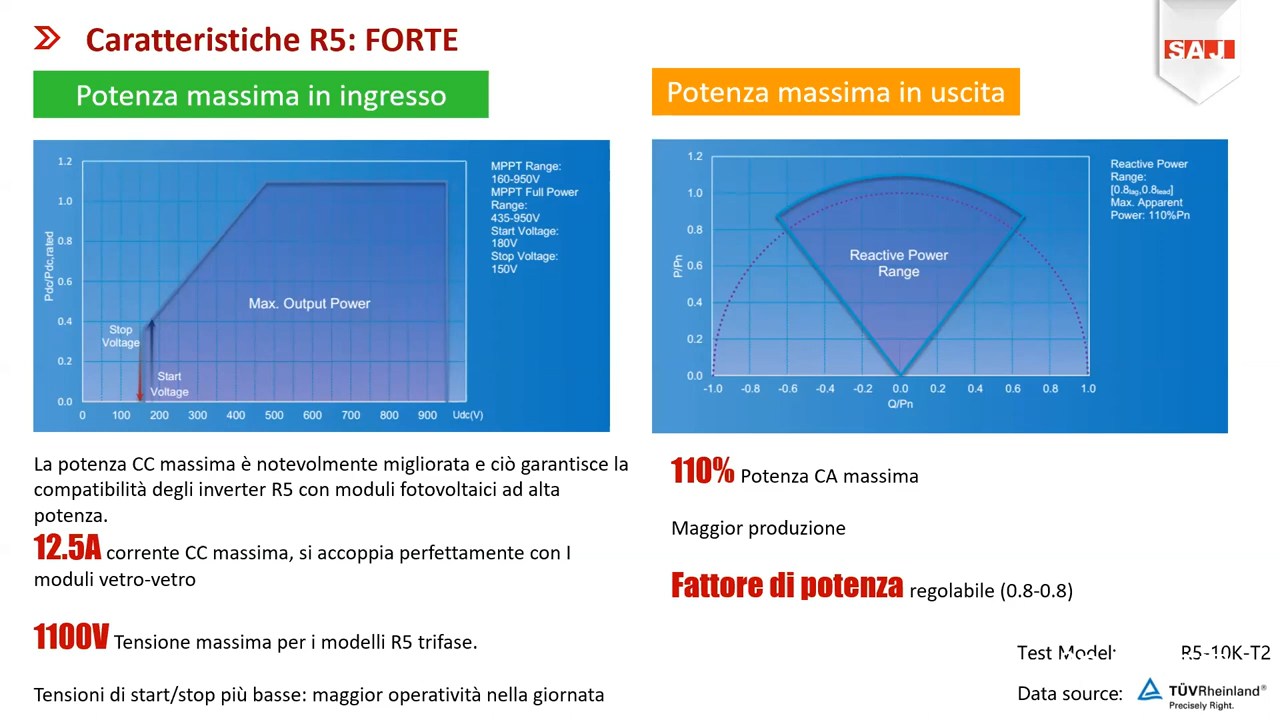 Caratteristiche R5: FORTE
SAJ
Potenza massima in ingresso
1.2
1.0
0.8
0.6
0.4
0.2
0.0
Pdc/Pdc,rated
Stop
Voltage
Start
Voltage
Max. Output Power
0 100 200 300 400 500 600 700 800 900 Udc(V)
MPPT Range:
160-950V
MPPT Full Power
Range:
435-950V
Start Voltage:
180V
Stop Voltage:
150V
La potenza CC massima è notevolmente migliorata e ciò garantisce la
compatibilità degli inverter R5 con moduli fotovoltaici ad alta
potenza.
12.5A corrente CC massima, si accoppia perfettamente con I
moduli vetro-vetro
1100V Tensione massima per i modelli R5 trifase.
Tensioni di start/stop più basse: maggior operatività nella giornata
Potenza massima in uscita
1.2
1.0
0.8
0.6
0.4
0.2
0.0
P/Pn
Reactive Power
Range
-1.0 -0.8 -0.6 -0.4 -0.2 0.0 0.2 0.4 0.6 0.8 1.0
Q/Pn
Reactive Power
Range:
[0.8lag,0.8lead]
Max. Apparent
Power: 110%Pn
110% Potenza CA massima
Maggior produzione
Fattore di potenza regolabile (0.8-0.8)
Test Model: R5-10K-T2
Data source: TÜVRheinland®
Precisely Right.